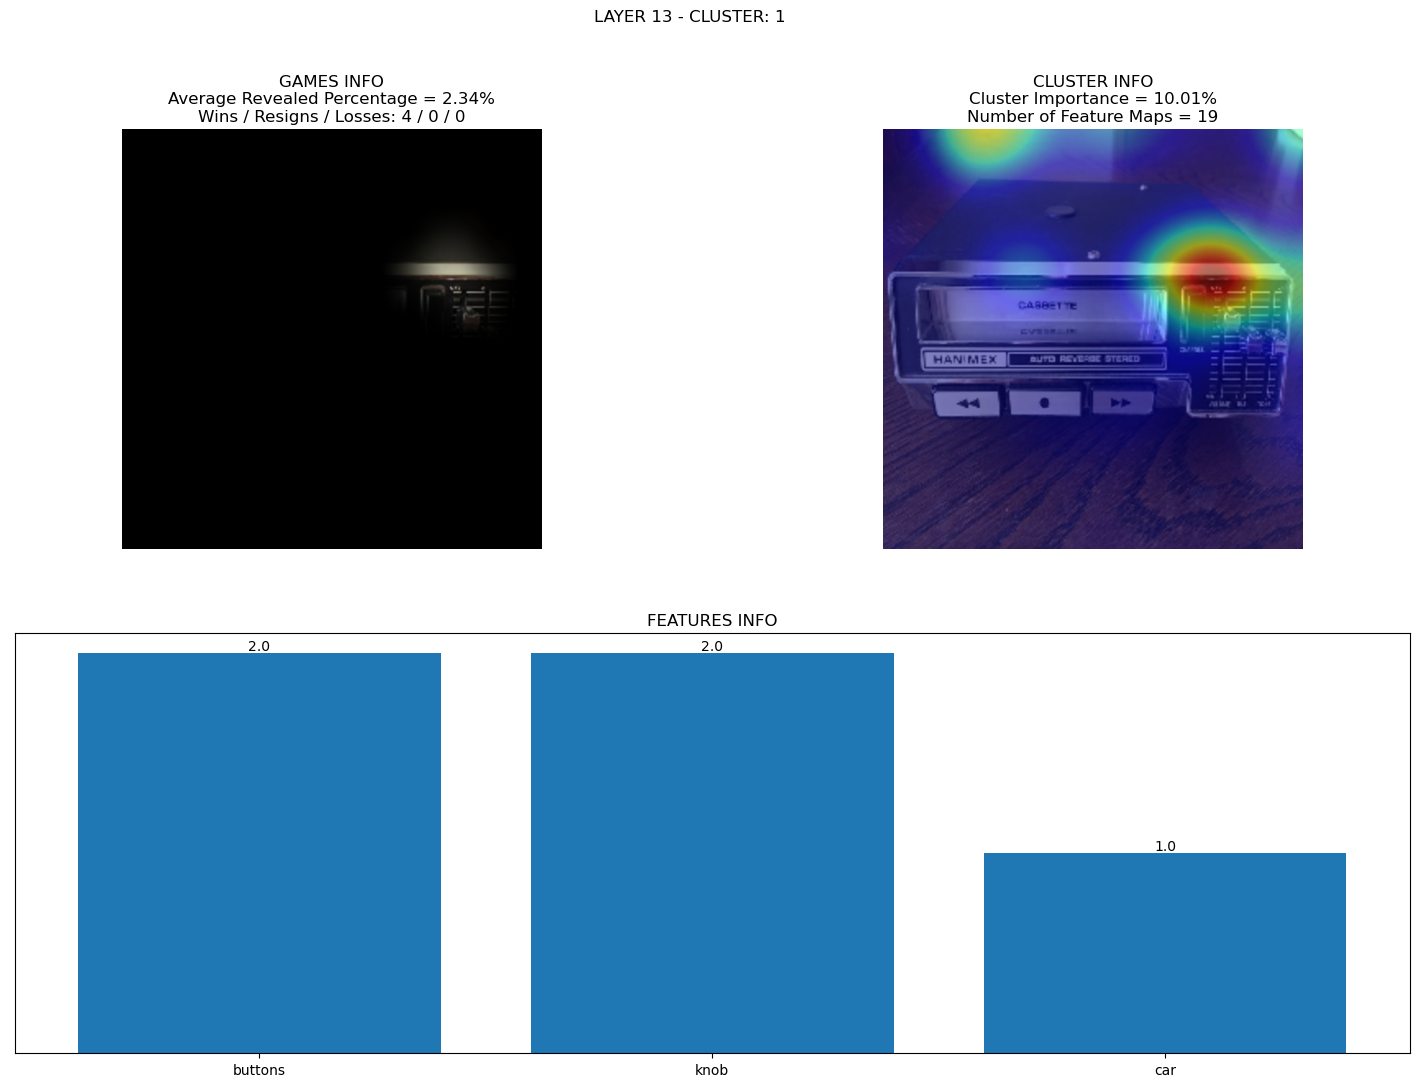 LAYER 13 - CLUSTER: 1
GAMES INFO
Average Revealed Percentage = 2.34%
Wins / Resigns / Losses: 4 / 0 / 0
CLUSTER INFO
Cluster Importance = 10.01%
Number of Feature Maps = 19
CASSETTE
HANIMEX
AUTO REVERSE STEREO
FEATURES INFO
2.0
2.0
1.0
buttons
knob
car